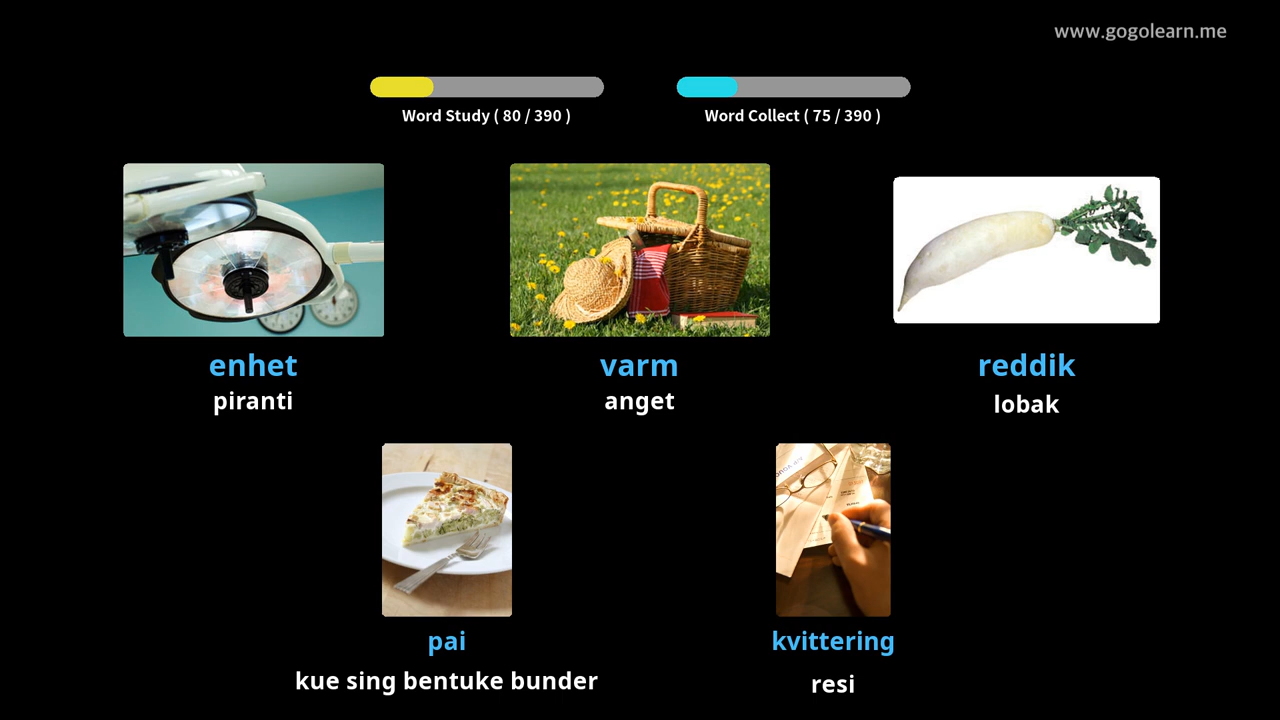 www.gogolearn.me
Word Study ( 80 / 390 )
Word Collect ( 75 / 390 )
enhet
piranti
varm
anget
reddik
lobak
pai
kue sing bentuke bunder
kvittering
resi